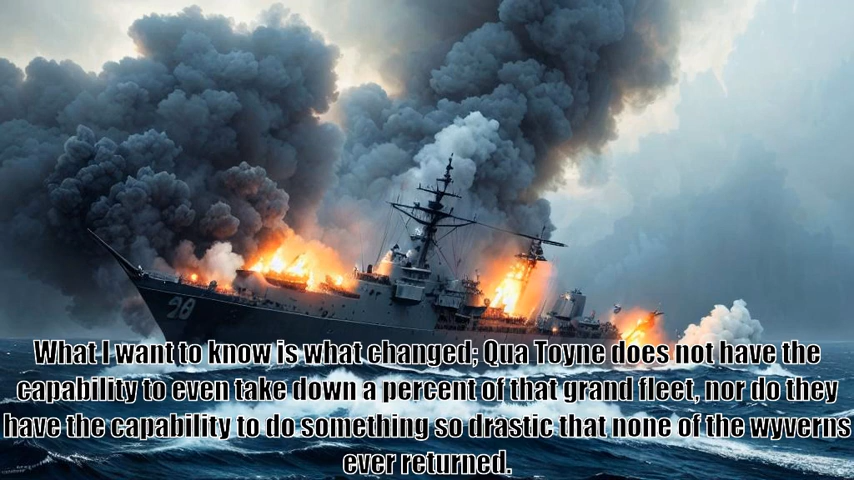 28
What I want to know is what changed; Qua Toyne does not have the
capability to even take down a percent of that grand fleet, nor do they
have the capability to do something so drastic that none of the wyverns
ever returned.